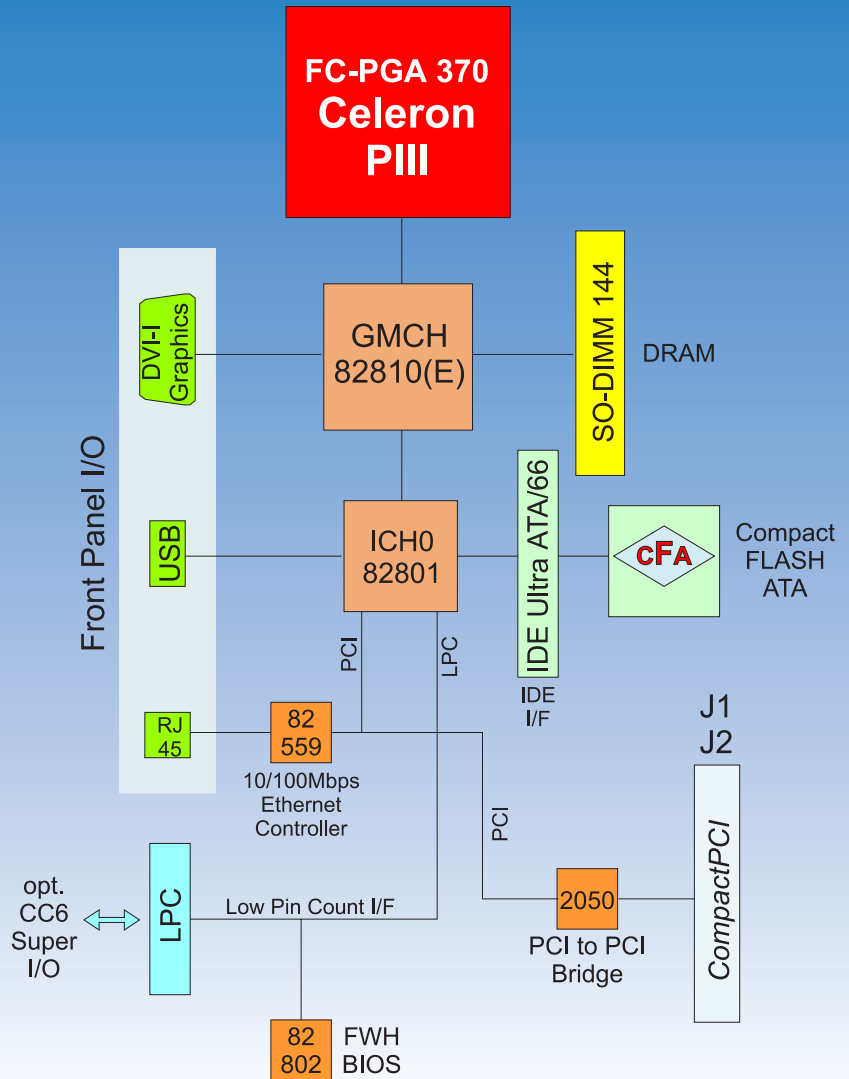 FC-PGA 370
Celeron
PIII
Front Panel I/O
DVI-I
Graphics
GMCH
82810(E)
SO-DIMM 144
DRAM
USB
ICH0
82801
IDE Ultra ATA/66
IDE
I/F
CFA
Compact
FLASH
ATA
PCI
LPC
RJ
45
82
559
10/100Mbps
Ethernet
Controller
PCI
J1
J2
CompactPCI
2050
PCI to PCI
Bridge
opt.
CC6
Super
I/O
LPC
Low Pin Count I/F
82
802
FWH
BIOS